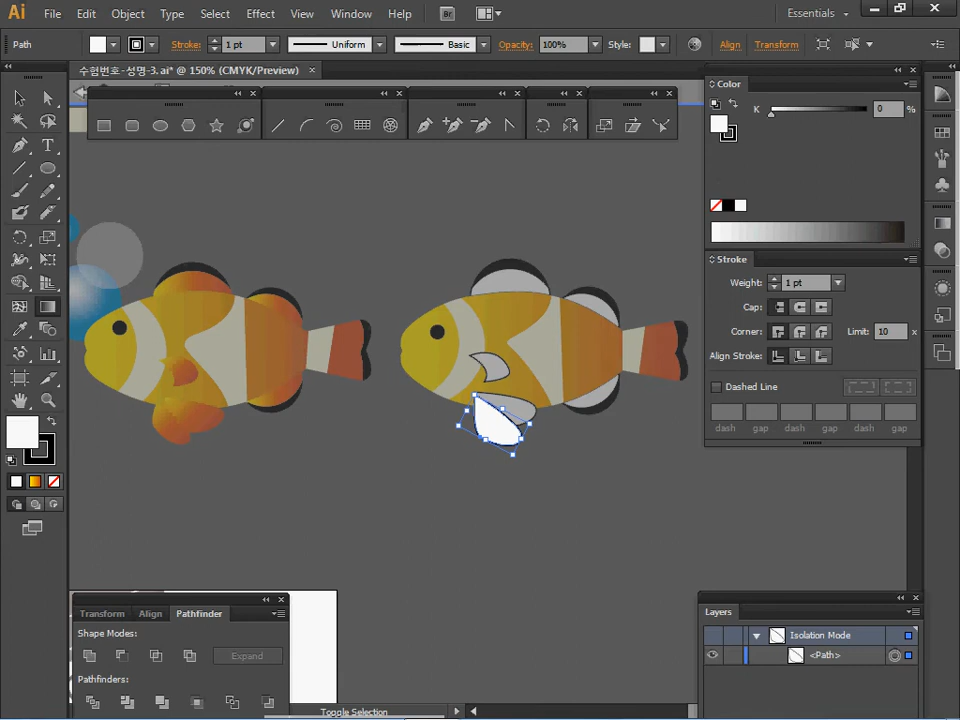 Ai File Edit Object Type Select Effect View Window Help Br Essentials
Path Stroke: 1 pt Uniform Basic Opacity: 100% Style: Align Transform
수험번호-성명-3.ai* @ 150% (CMYK/Preview)
Color
K 0 %
Stroke
Weight: 1 pt
Cap:
Corner: Limit: 10 x
Align Stroke:
Dashed Line
dash gap dash gap dash gap
Transform Align Pathfinder
Shape Modes:
Expand
Pathfinders:
Layers
Isolation Mode
<Path>
Toggle Selection